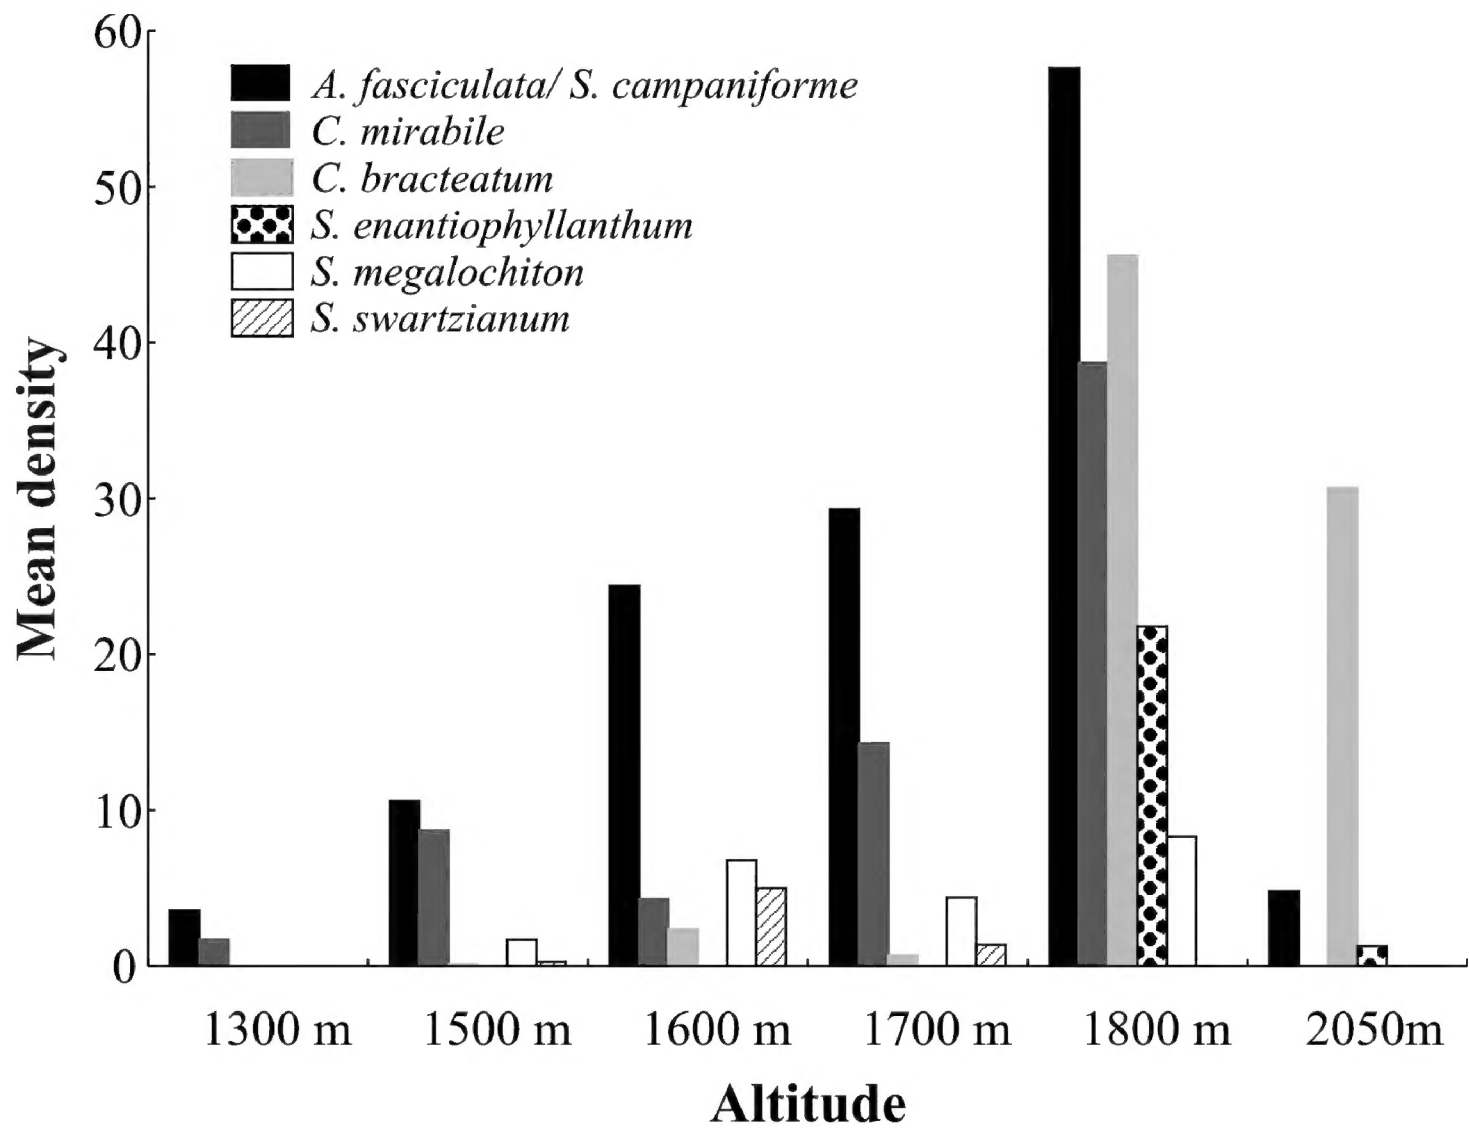 60
50
40
30
20
10
0
Mean density
A. fasciculata/ S. campaniforme
C. mirabile
C. bracteatum
S. enantiophyllanthum
S. megalochiton
S. swartzianum
1300 m 1500 m 1600 m 1700 m 1800 m 2050m
Altitude